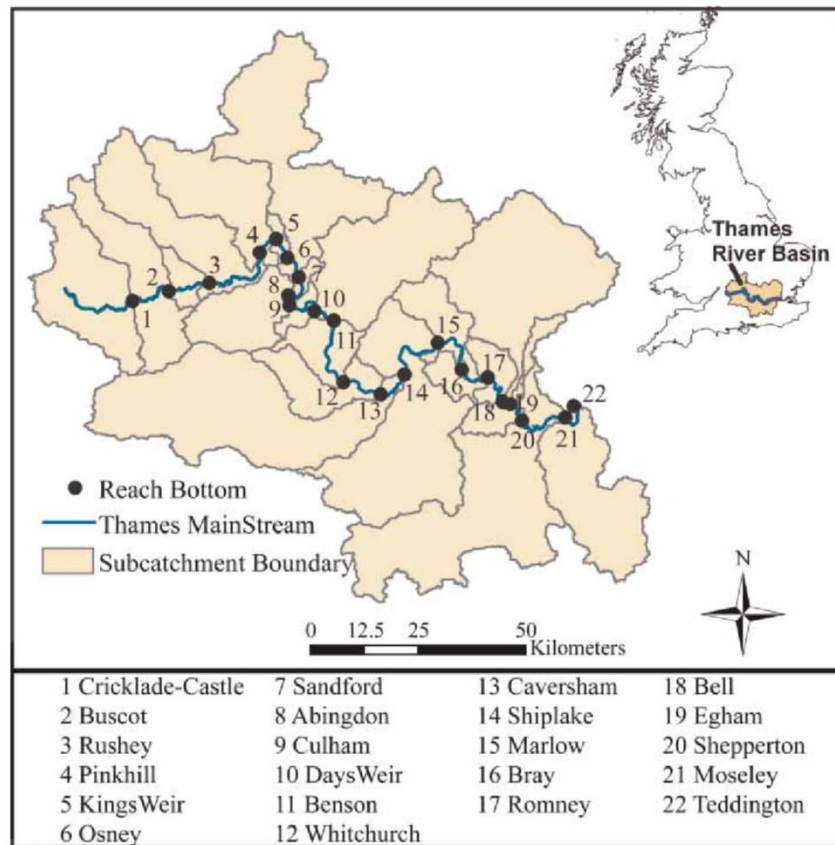 Thames
River Basin
5
4
6
3
2
7
8
1
9
10
11
15
17
16
12
14
22
13
18
19
20
21
Reach Bottom
Thames MainStream
Subcatchment Boundary
N
0 12.5 25 50
Kilometers
1 Cricklade-Castle 7 Sandford 13 Caversham 18 Bell
2 Buscot 8 Abingdon 14 Shiplake 19 Egham
3 Rushey 9 Culham 15 Marlow 20 Shepperton
4 Pinkhill 10 DaysWeir 16 Bray 21 Moseley
5 KingsWeir 11 Benson 17 Romney 22 Teddington
6 Osney 12 Whitchurch